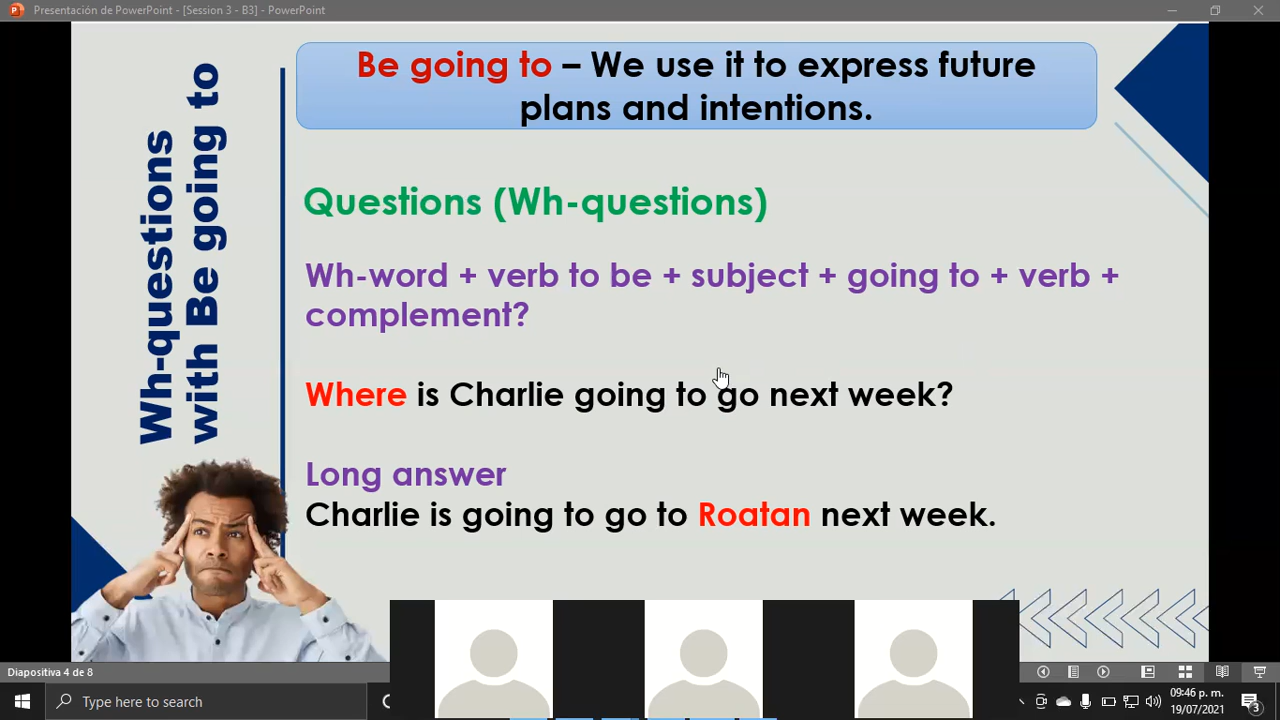 Presentación de PowerPoint - [Session 3 - B3] - PowerPoint
Wh-questions
with Be going to
Be going to – We use it to express future
plans and intentions.
Questions (Wh-questions)
Wh-word + verb to be + subject + going to + verb +
complement?
Where is Charlie going to go next week?
Long answer
Charlie is going to go to Roatan next week.
Diapositiva 4 de 8
Type here to search
09:46 p. m.
19/07/2021
3